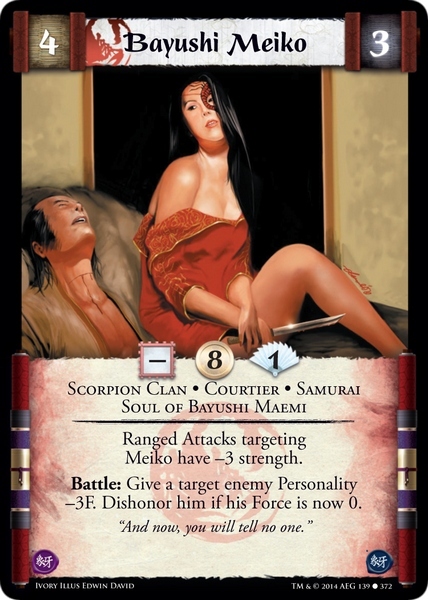 4
Bayushi Meiko
3
–
8
1
Scorpion Clan • Courtier • Samurai
Soul of Bayushi Maemi
Ranged Attacks targeting
Meiko have –3 strength.
Battle: Give a target enemy Personality
–3F. Dishonor him if his Force is now 0.
"And now, you will tell no one."
Ivory Illus Edwin David
TM & © 2014 AEG 139 • 372